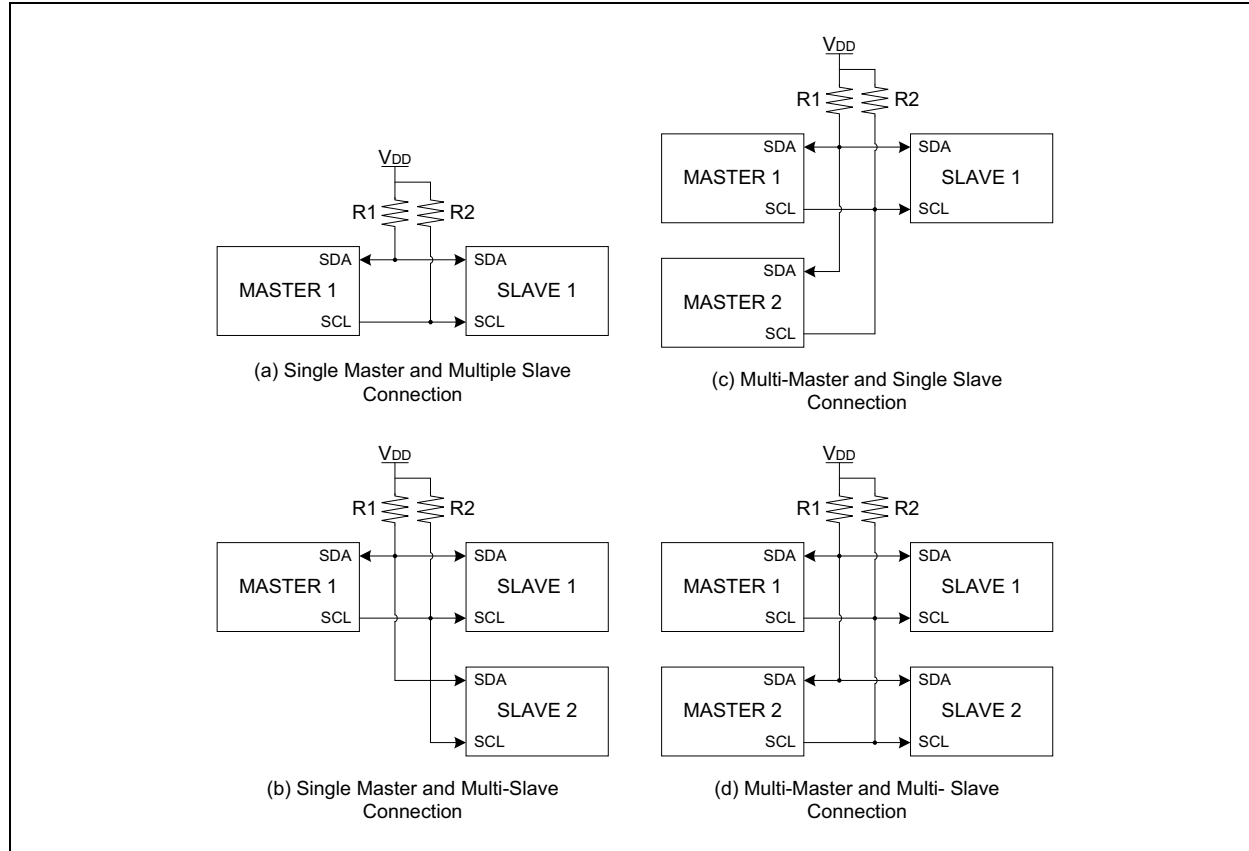 VDD
R1 R2
SDA SDA
MASTER 1 SLAVE 1
SCL SCL
(a) Single Master and Multiple Slave
Connection
VDD
R1 R2
SDA SDA
MASTER 1 SLAVE 1
SCL SCL
SDA
MASTER 2
SCL
(c) Multi-Master and Single Slave
Connection
VDD
R1 R2
SDA SDA
MASTER 1 SLAVE 1
SCL SCL
SDA
SLAVE 2
SCL
(b) Single Master and Multi-Slave
Connection
VDD
R1 R2
SDA SDA
MASTER 1 SLAVE 1
SCL SCL
SDA SDA
MASTER 2 SLAVE 2
SCL SCL
(d) Multi-Master and Multi- Slave
Connection